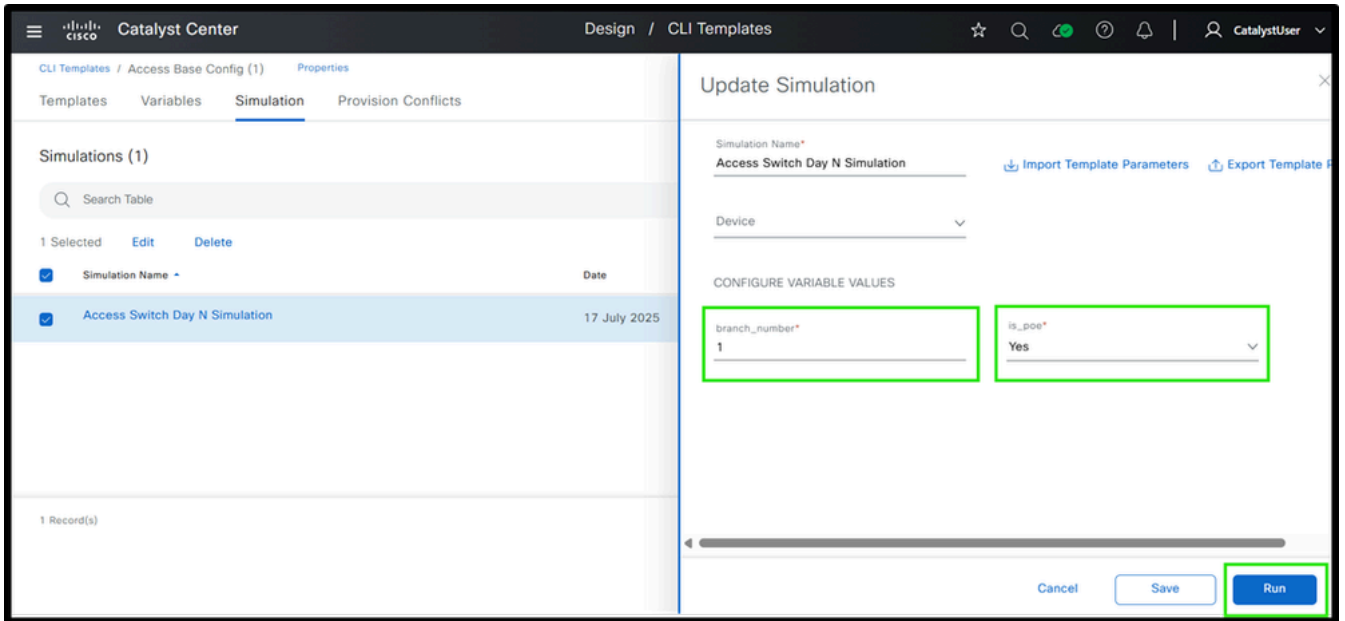 cisco Catalyst Center
Design / CLI Templates
CatalystUser
CLI Templates / Access Base Config (1) Properties
Templates Variables Simulation Provision Conflicts
Simulations (1)
Search Table
1 Selected Edit Delete
Simulation Name Date
Access Switch Day N Simulation 17 July 2025
1 Record(s)
Update Simulation
Simulation Name*
Access Switch Day N Simulation
Import Template Parameters Export Template P
Device
CONFIGURE VARIABLE VALUES
branch_number*
1
is_poe*
Yes
Cancel Save Run